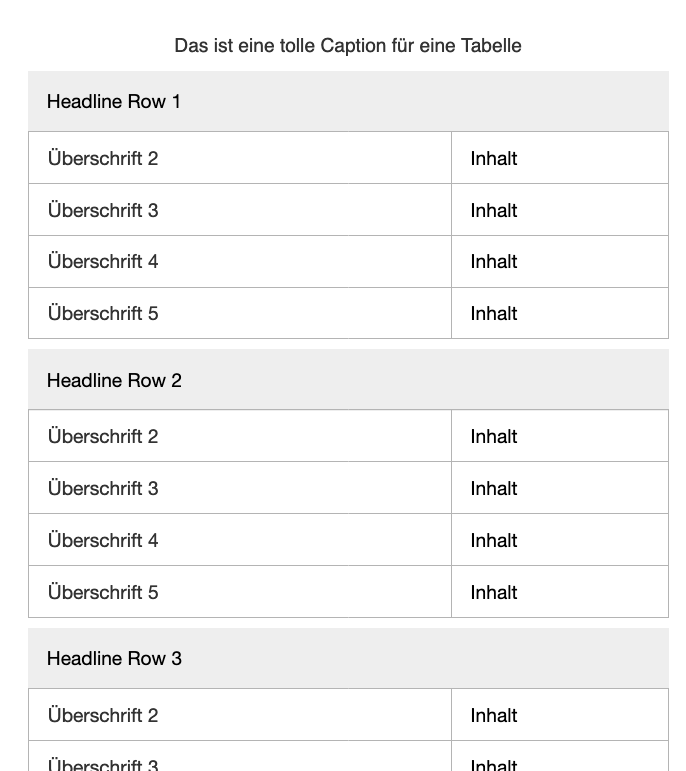 Das ist eine tolle Caption für eine Tabelle
Headline Row 1
Überschrift 2 Inhalt
Überschrift 3 Inhalt
Überschrift 4 Inhalt
Überschrift 5 Inhalt
Headline Row 2
Überschrift 2 Inhalt
Überschrift 3 Inhalt
Überschrift 4 Inhalt
Überschrift 5 Inhalt
Headline Row 3
Überschrift 2 Inhalt
Überschrift 3 Inhalt